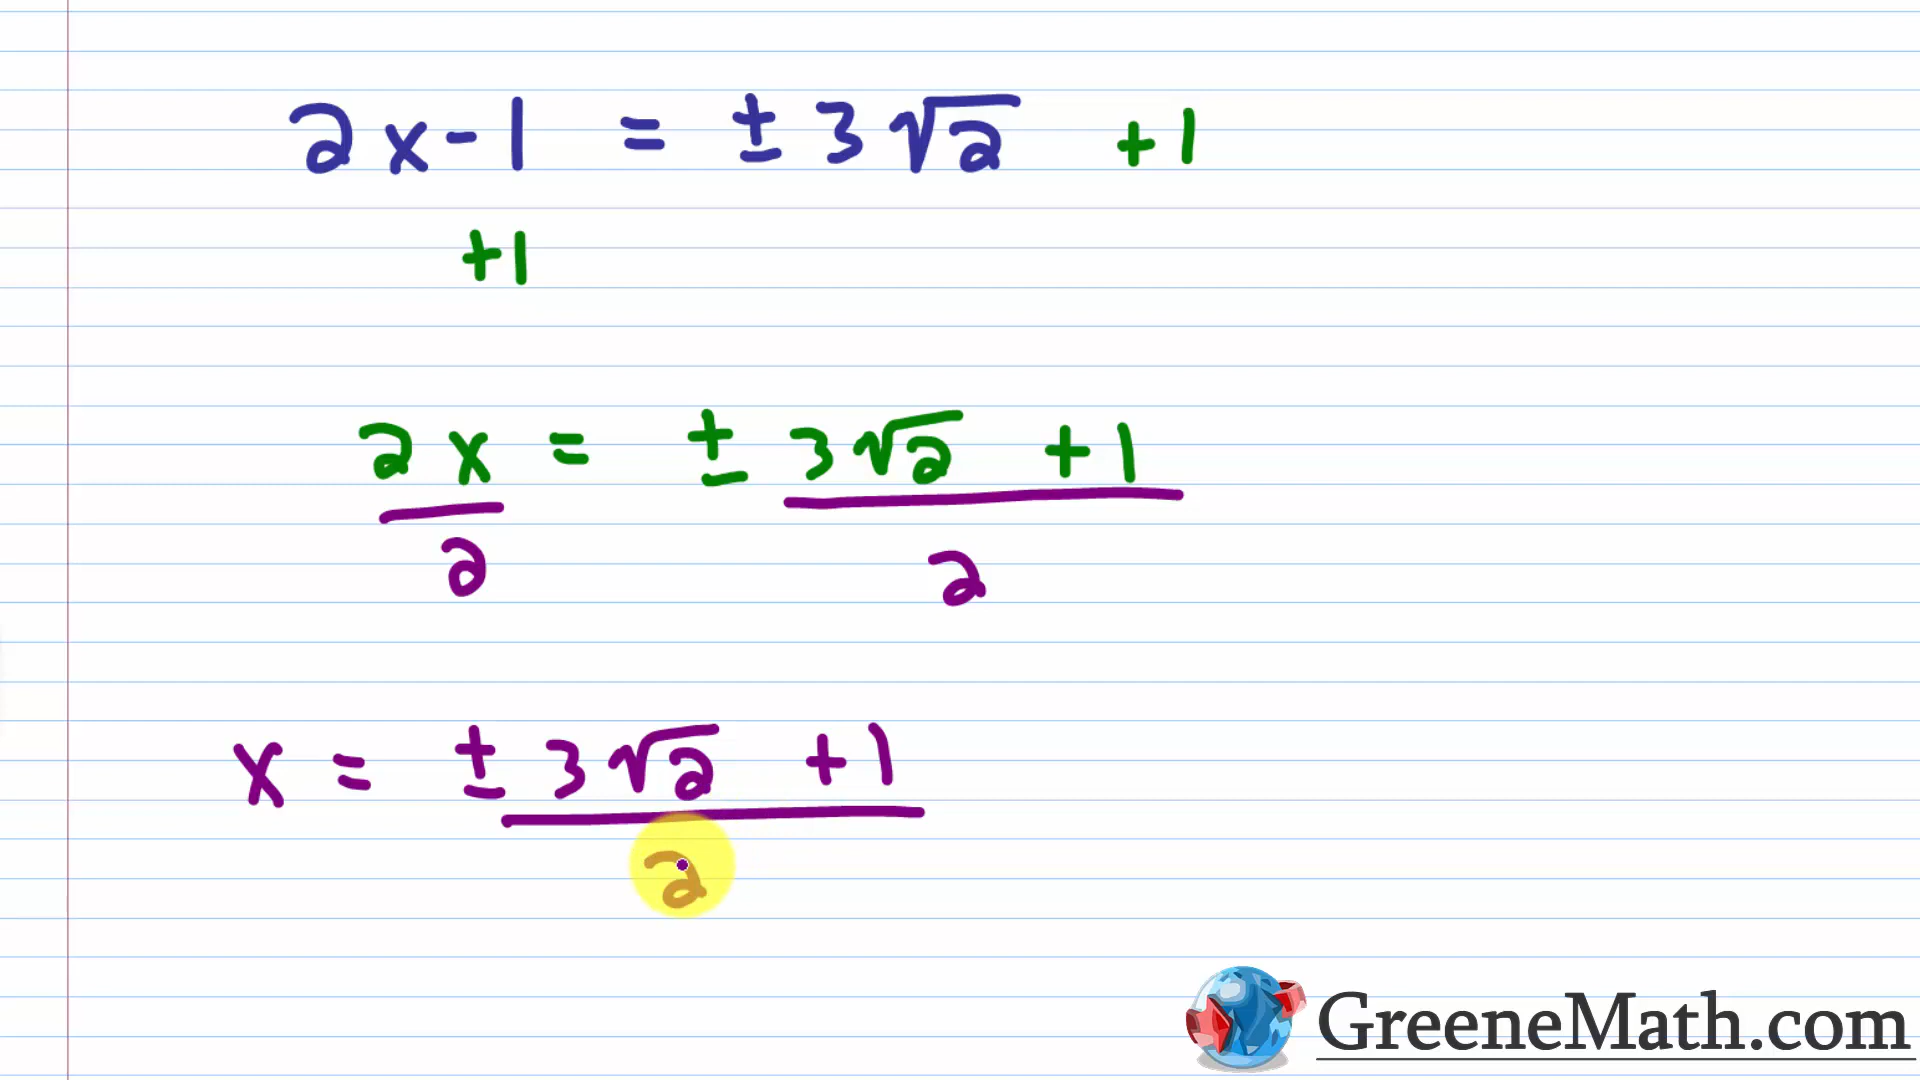 2x - 1 = ± 3√2 + 1
+1
2x = ± 3√2 + 1
2 2
x = ± 3√2 + 1
2
GreeneMath.com